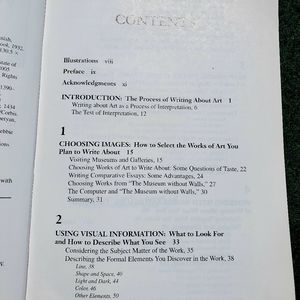 CONTENTS
Illustrations viii
Preface ix
Acknowledgments xi
INTRODUCTION: The Process of Writing About Art 1
Writing about Art as a Process of Interpretation, 6
The Test of Interpretation, 12
1
CHOOSING IMAGES: How to Select the Works of Art You
Plan to Write About 15
Visiting Museums and Galleries, 15
Choosing Works of Art to Write About: Some Questions of Taste, 22
Writing Comparative Essays: Some Advantages, 24
Choosing Works from "The Museum without Walls," 27
The Computer and "The Museum without Walls" 30
Summary, 31
2
USING VISUAL INFORMATION: What to Look For
and How to Describe What You See 33
Considering the Subject Matter of the Work, 35
Describing the Formal Elements You Discover in the Work, 38
Line, 38
Shape and Space, 40
Light and Dark, 44
Color, 46
Other Elements, 50